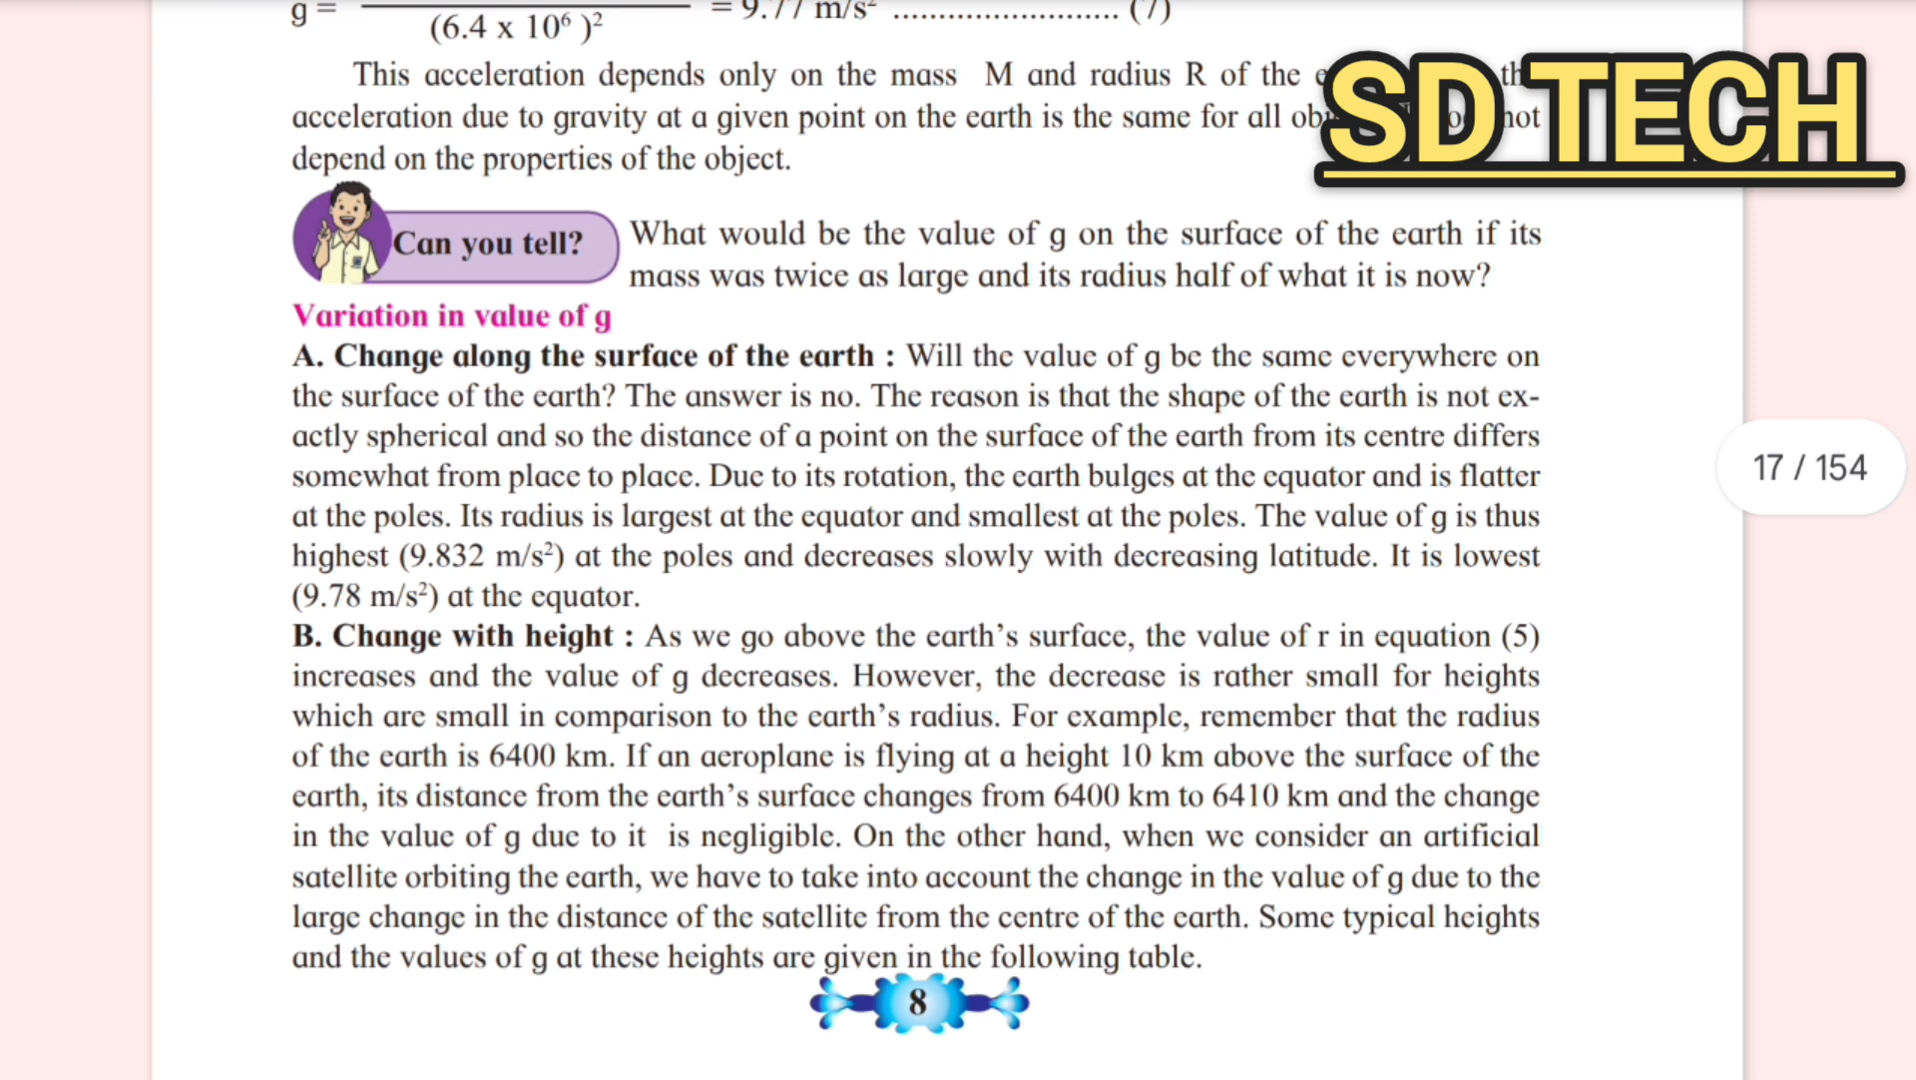 g = (6.4 x 10⁶ )² = 9.77 m/s² ......................... (7)
This acceleration depends only on the mass M and radius R of the
acceleration due to gravity at a given point on the earth is the same for all not
depend on the properties of the object.
SD TECH
Can you tell?
What would be the value of g on the surface of the earth if its
mass was twice as large and its radius half of what it is now?
Variation in value of g
A. Change along the surface of the earth : Will the value of g be the same everywhere on
the surface of the earth? The answer is no. The reason is that the shape of the earth is not ex-
actly spherical and so the distance of a point on the surface of the earth from its centre differs
somewhat from place to place. Due to its rotation, the earth bulges at the equator and is flatter
at the poles. Its radius is largest at the equator and smallest at the poles. The value of g is thus
highest (9.832 m/s²) at the poles and decreases slowly with decreasing latitude. It is lowest
(9.78 m/s²) at the equator.
B. Change with height : As we go above the earth's surface, the value of r in equation (5)
increases and the value of g decreases. However, the decrease is rather small for heights
which are small in comparison to the earth's radius. For example, remember that the radius
of the earth is 6400 km. If an aeroplane is flying at a height 10 km above the surface of the
earth, its distance from the earth's surface changes from 6400 km to 6410 km and the change
in the value of g due to it is negligible. On the other hand, when we consider an artificial
satellite orbiting the earth, we have to take into account the change in the value of g due to the
large change in the distance of the satellite from the centre of the earth. Some typical heights
and the values of g at these heights are given in the following table.
8
17 / 154